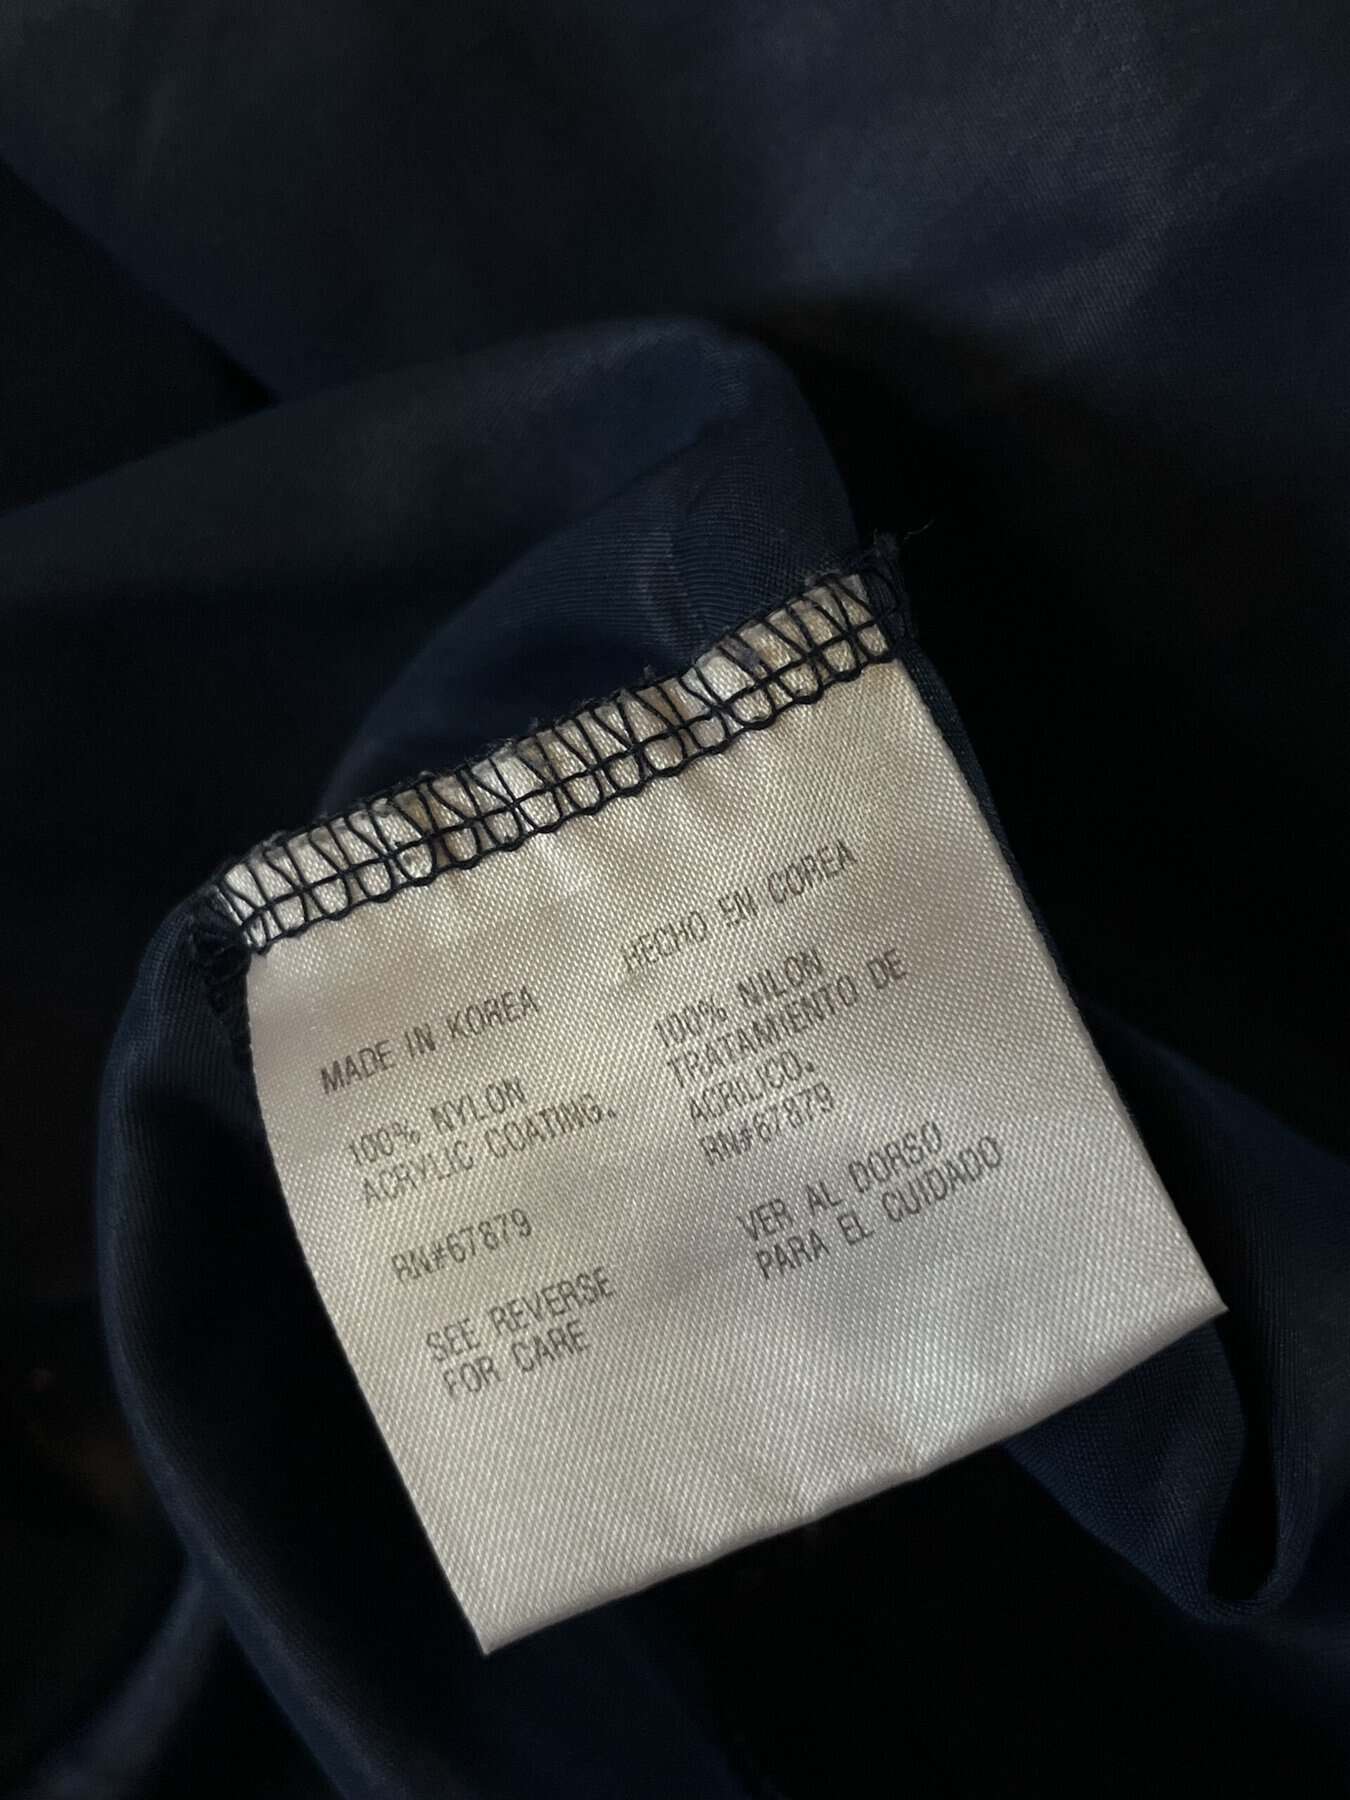 MADE IN KOREA
100% NYLON
ACRYLIC COATING.
RN#67879
SEE REVERSE
FOR CARE
HECHO EN COREA
100% NILON
TRATAMIENTO DE
ACRILICO.
RN#67879
VER AL DORSO
PARA EL CUIDADO